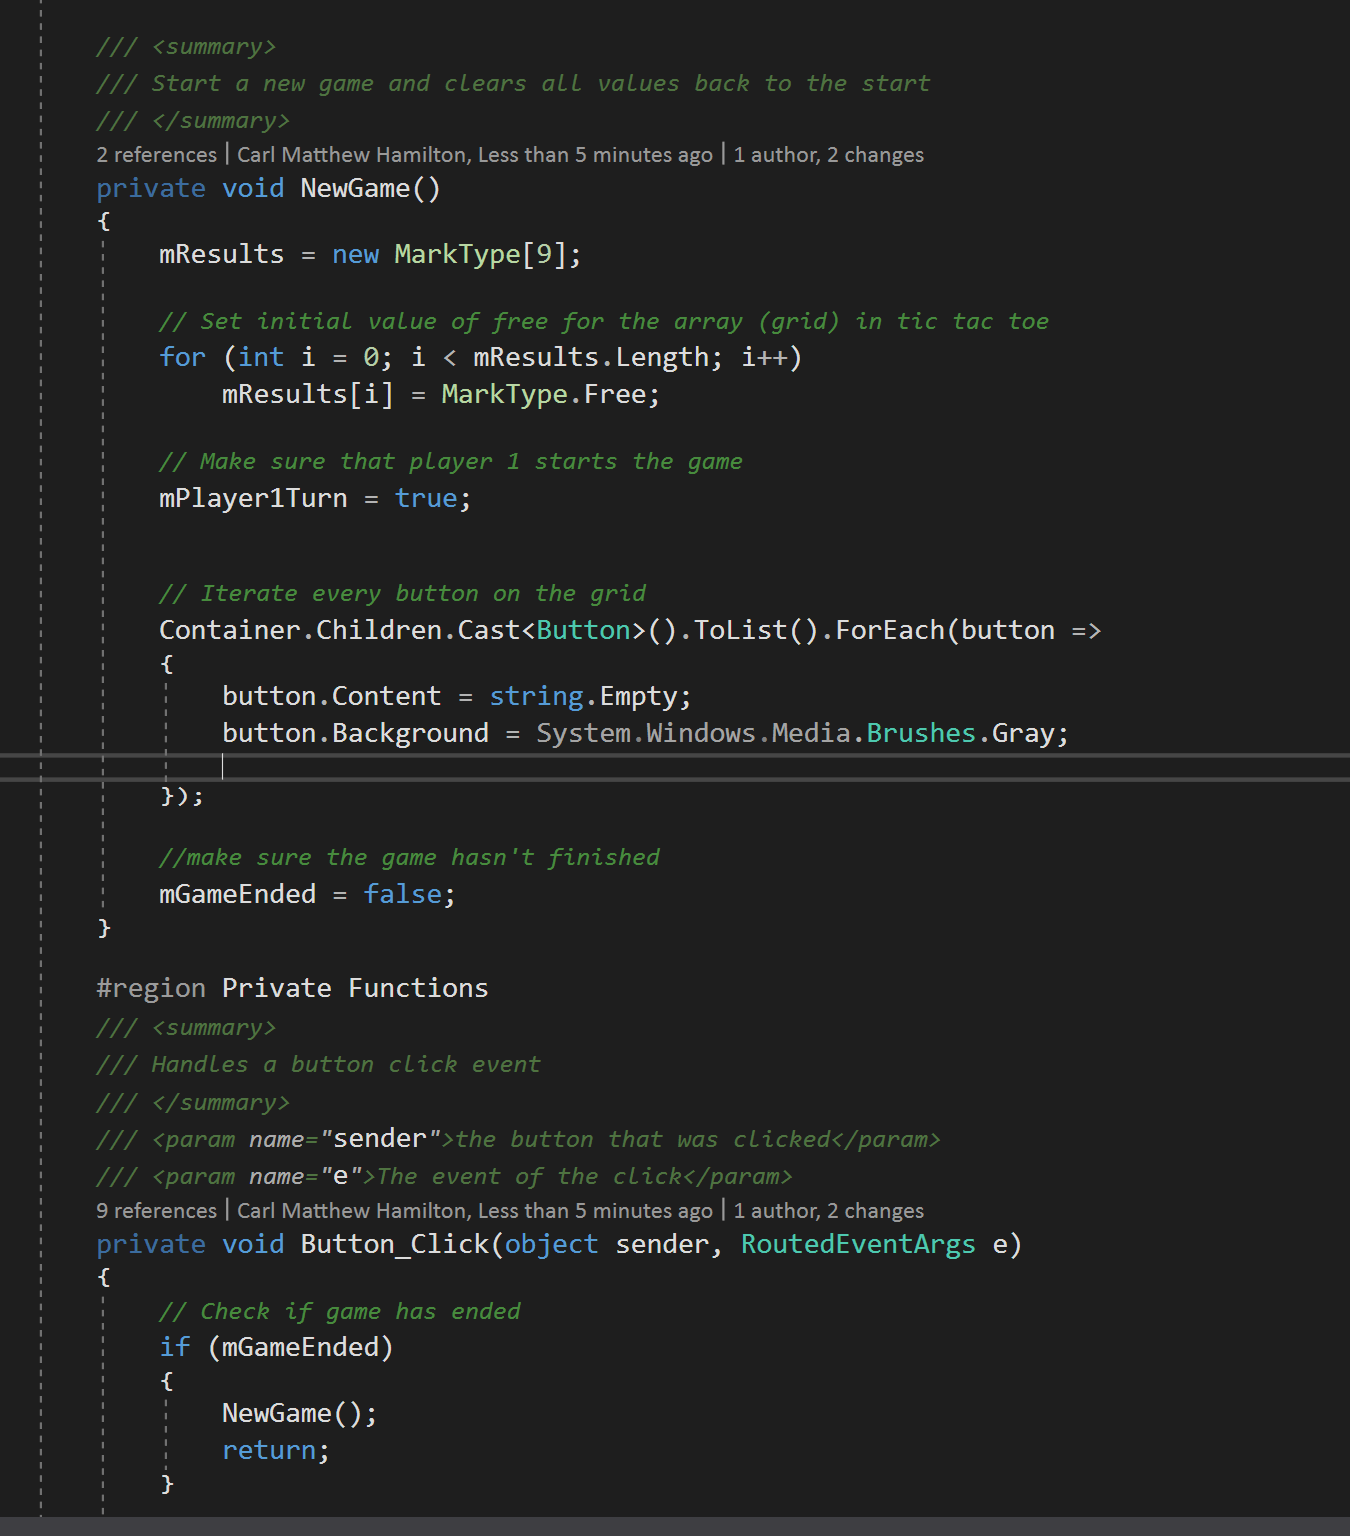 /// <summary>
/// Start a new game and clears all values back to the start
/// </summary>
2 references | Carl Matthew Hamilton, Less than 5 minutes ago | 1 author, 2 changes
private void NewGame()
{
    mResults = new MarkType[9];

    // Set initial value of free for the array (grid) in tic tac toe
    for (int i = 0; i < mResults.Length; i++)
        mResults[i] = MarkType.Free;

    // Make sure that player 1 starts the game
    mPlayer1Turn = true;


    // Iterate every button on the grid
    Container.Children.Cast<Button>().ToList().ForEach(button =>
    {
        button.Content = string.Empty;
        button.Background = System.Windows.Media.Brushes.Gray;

    });

    //make sure the game hasn't finished
    mGameEnded = false;
}

#region Private Functions
/// <summary>
/// Handles a button click event
/// </summary>
/// <param name="sender">the button that was clicked</param>
/// <param name="e">The event of the click</param>
9 references | Carl Matthew Hamilton, Less than 5 minutes ago | 1 author, 2 changes
private void Button_Click(object sender, RoutedEventArgs e)
{
    // Check if game has ended
    if (mGameEnded)
    {
        NewGame();
        return;
    }